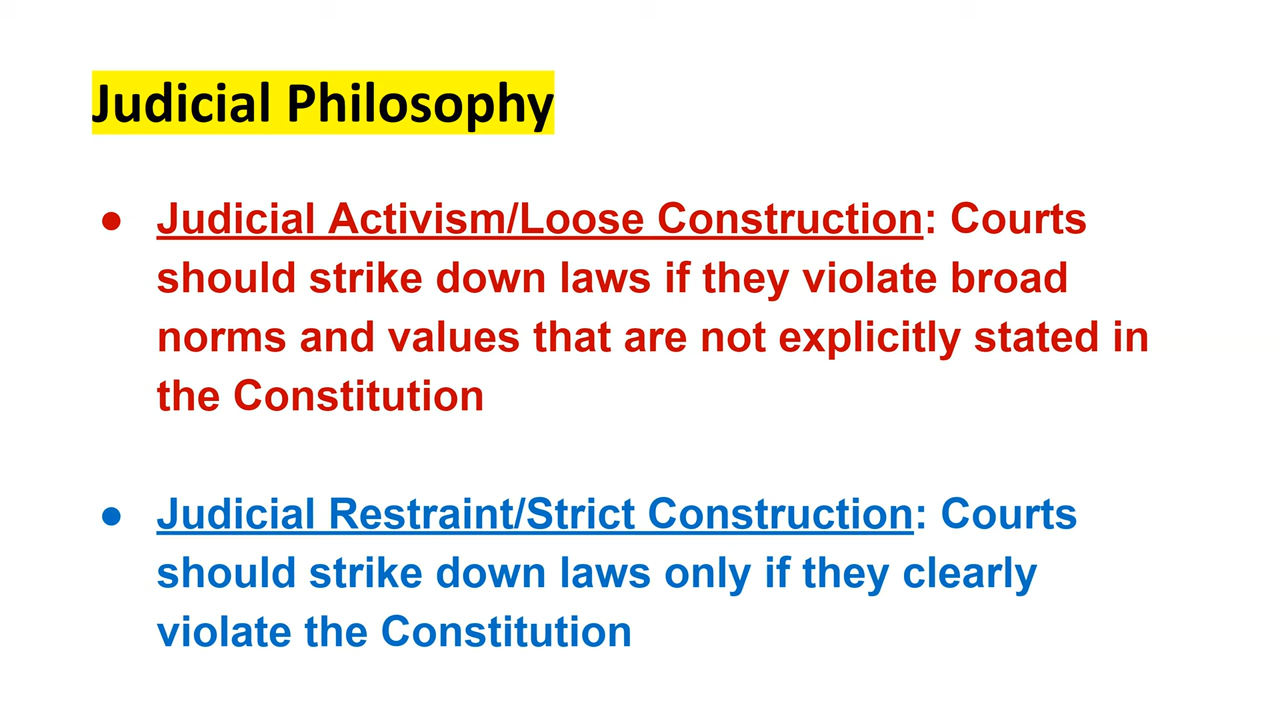 Judicial Philosophy
● Judicial Activism/Loose Construction: Courts
should strike down laws if they violate broad
norms and values that are not explicitly stated in
the Constitution
● Judicial Restraint/Strict Construction: Courts
should strike down laws only if they clearly
violate the Constitution